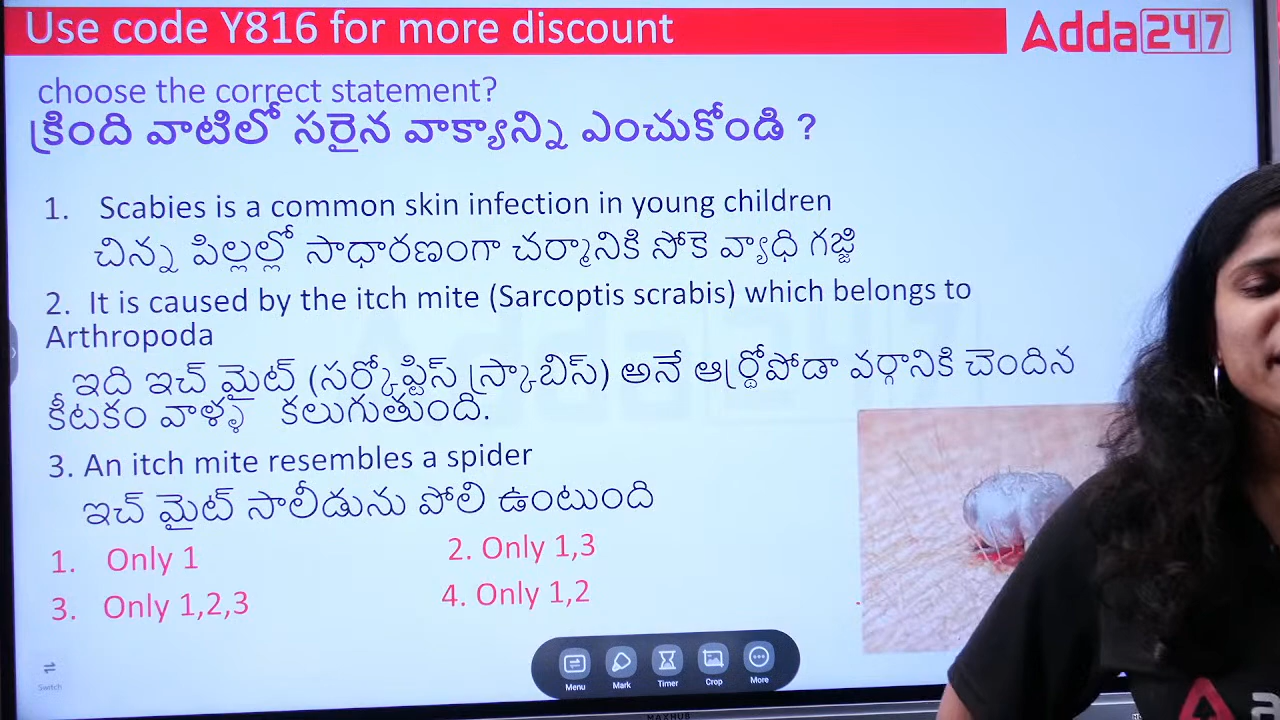 Use code Y816 for more discount
Adda247
choose the correct statement?
క్రింది వాటిలో సరైన వాక్యాన్ని ఎంచుకోండి ?
1. Scabies is a common skin infection in young children
చిన్న పిల్లల్లో సాధారణంగా చర్మానికి సోకె వ్యాధి గజ్జి
2. It is caused by the itch mite (Sarcoptis scrabis) which belongs to
Arthropoda
ఇది ఇచ్ మైట్ (సర్కోప్టిస్ స్క్రాబిస్) అనే ఆర్థ్రోపోడా వర్గానికి చెందిన
కీటకం వాళ్ళ కలుగుతుంది.
3. An itch mite resembles a spider
ఇచ్ మైట్ సాలీడును పోలి ఉంటుంది
1. Only 1
2. Only 1,3
3. Only 1,2,3
4. Only 1,2
Switch
Menu Mark Timer Crop More
MAXHUB